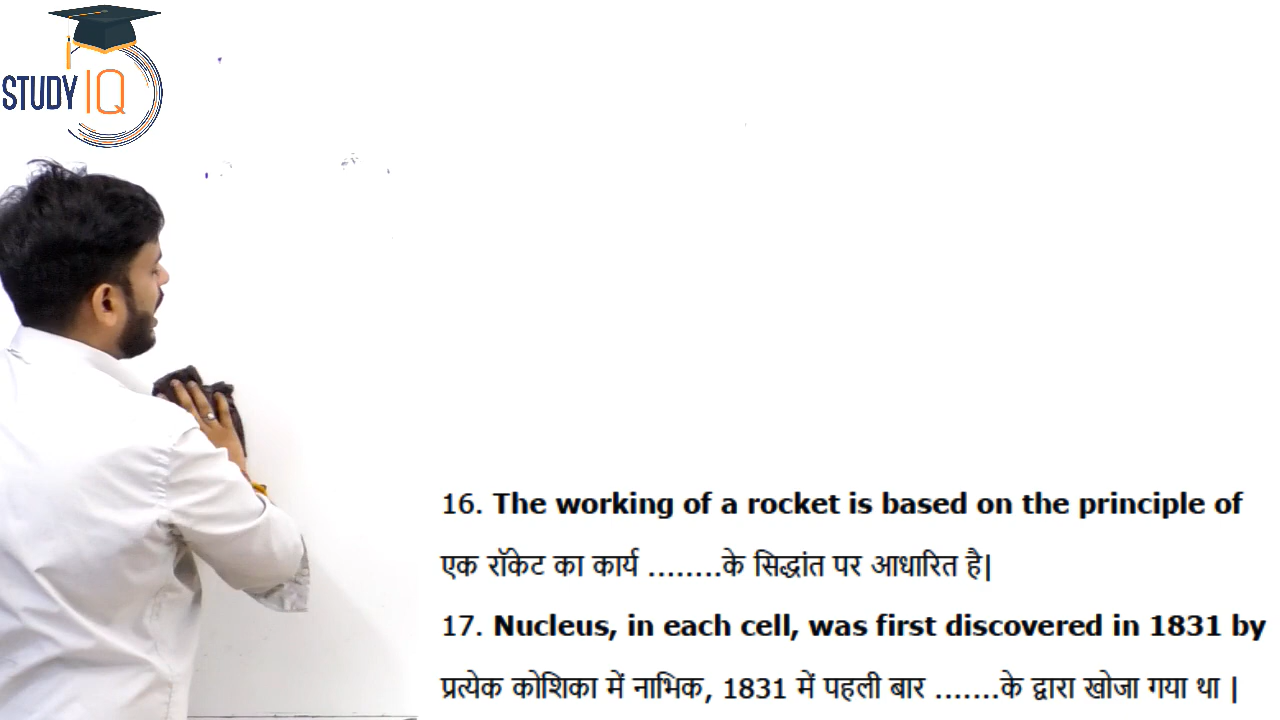 STUDY IQ
16. The working of a rocket is based on the principle of
एक रॉकेट का कार्य ........के सिद्धांत पर आधारित है|
17. Nucleus, in each cell, was first discovered in 1831 by
प्रत्येक कोशिका में नाभिक, 1831 में पहली बार .......के द्वारा खोजा गया था |